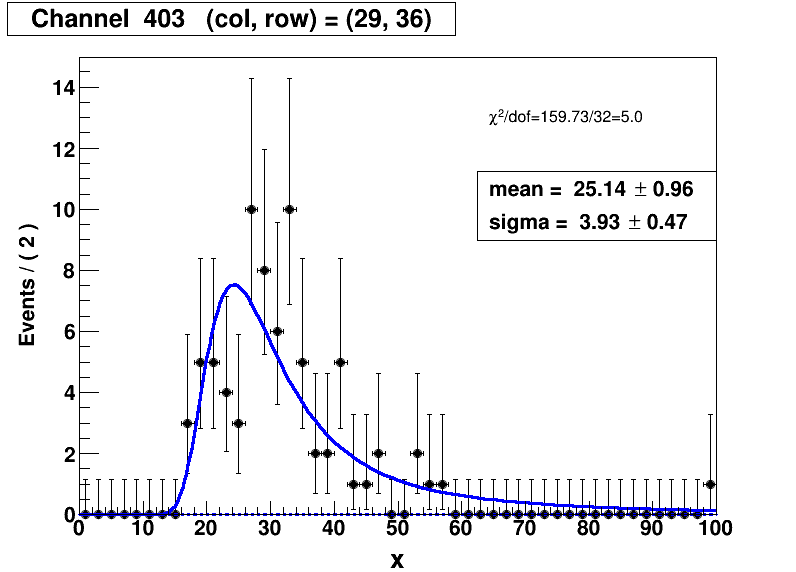 Channel 403 (col, row) = (29, 36)
χ²/dof=159.73/32=5.0
mean = 25.14 ± 0.96
sigma = 3.93 ± 0.47
Events / ( 2 )
14
12
10
8
6
4
2
0
0 10 20 30 40 50 60 70 80 90 100
x